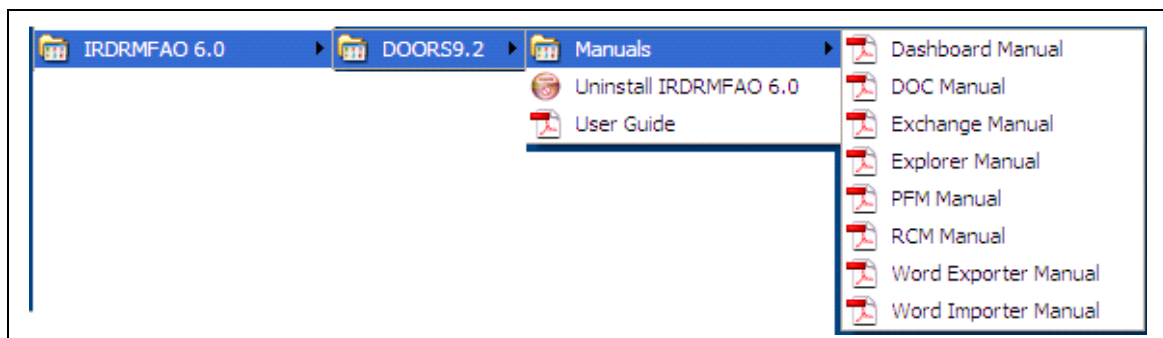 IRDRMFAO 6.0
DOORS9.2
Manuals
Uninstall IRDRMFAO 6.0
User Guide
Dashboard Manual
DOC Manual
Exchange Manual
Explorer Manual
PFM Manual
RCM Manual
Word Exporter Manual
Word Importer Manual